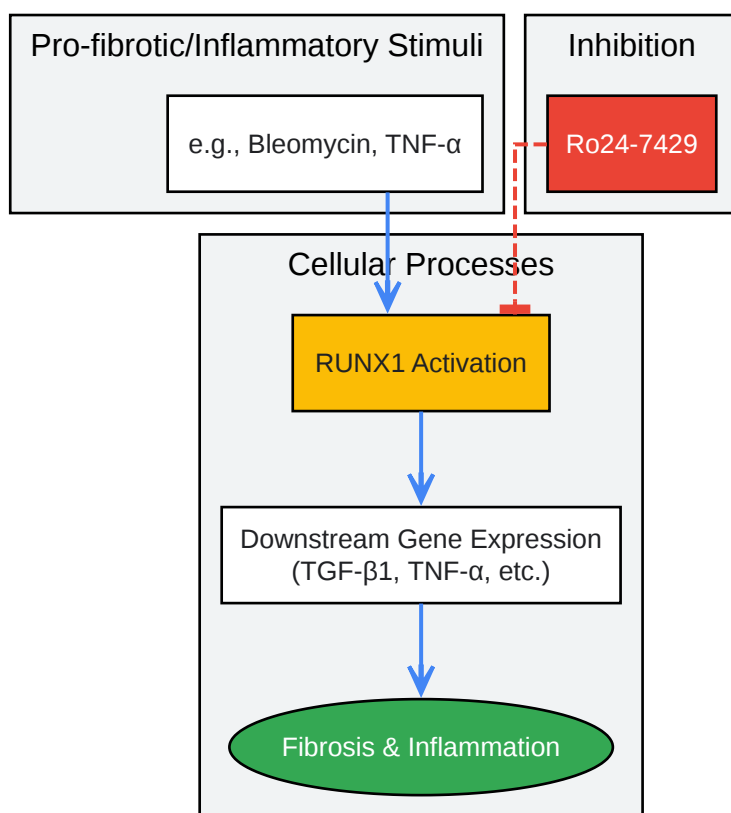 Pro-fibrotic/Inflammatory Stimuli
e.g., Bleomycin, TNF-α
Inhibition
Ro24-7429
Cellular Processes
RUNX1 Activation
Downstream Gene Expression
(TGF-β1, TNF-α, etc.)
Fibrosis & Inflammation